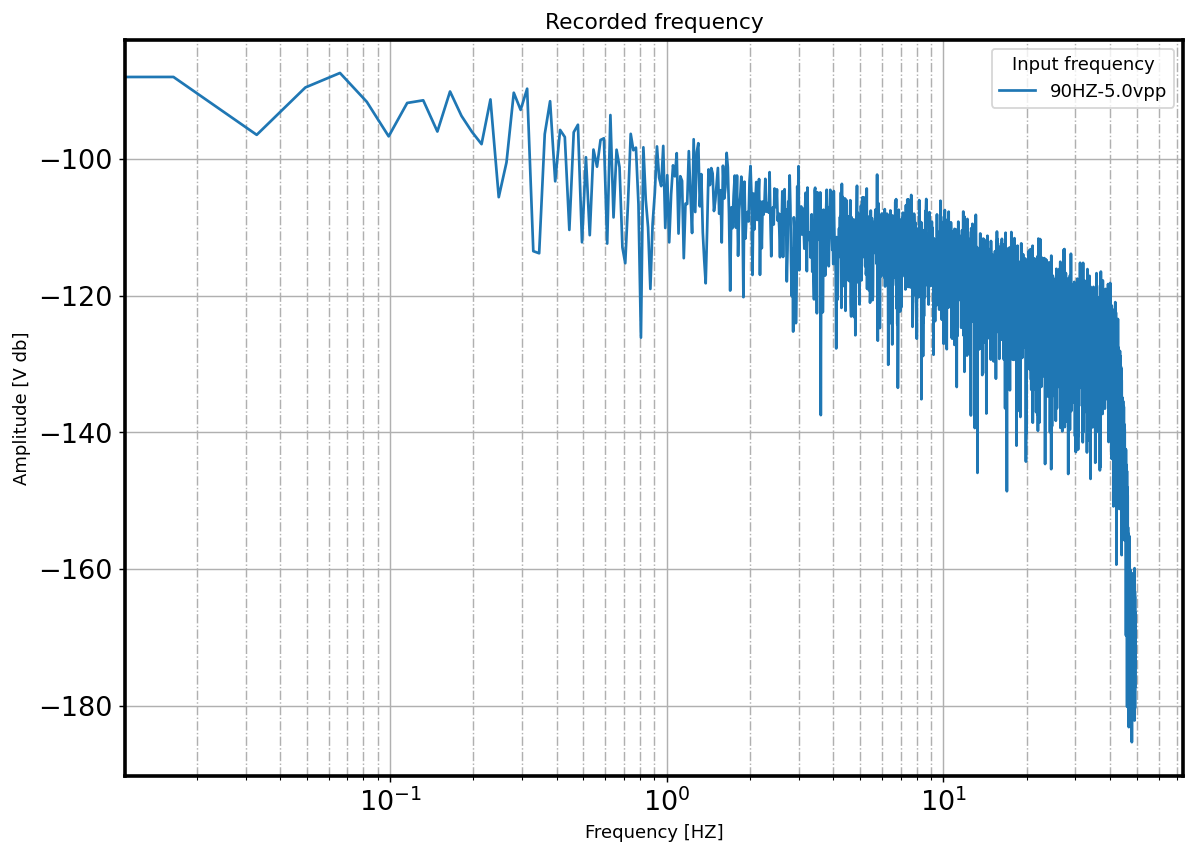 Recorded frequency
Input frequency
90HZ-5.0vpp
Amplitude [V db]
−100
−120
−140
−160
−180
10⁻¹
10⁰
10¹
Frequency [HZ]